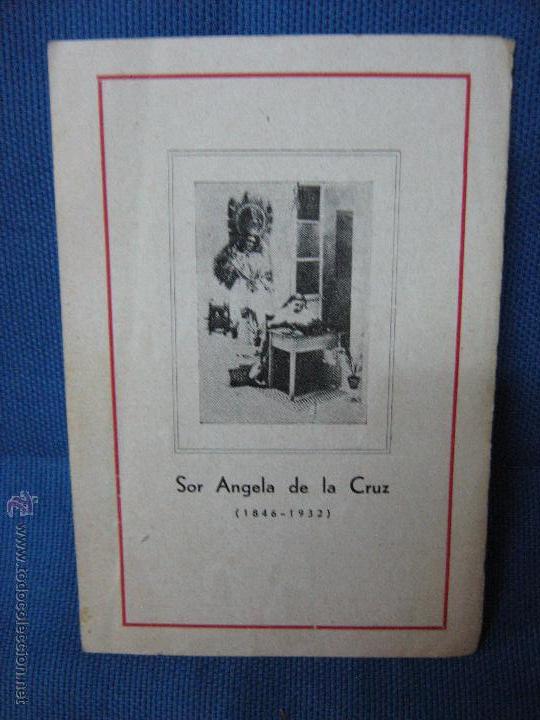 Sor Angela de la Cruz
(1846-1932)
© www.todocoleccion.net